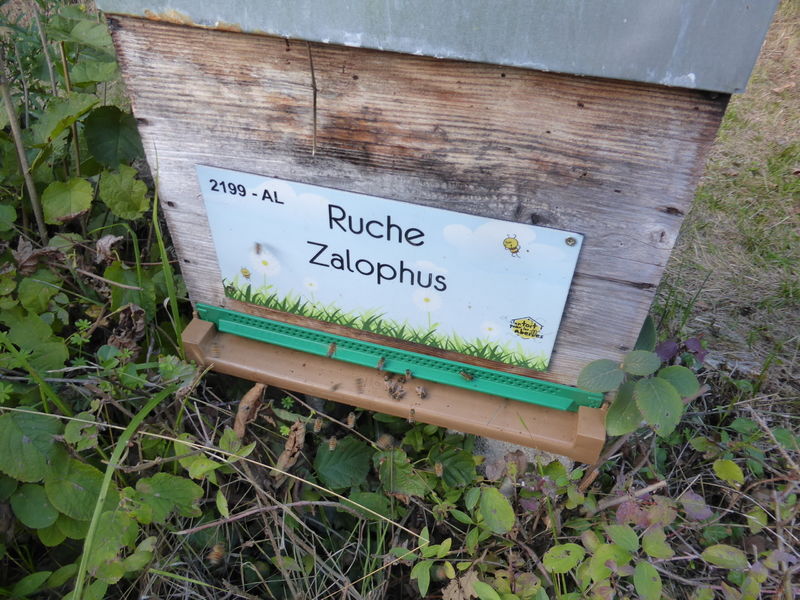 2199 - AL
Ruche
Zalophus